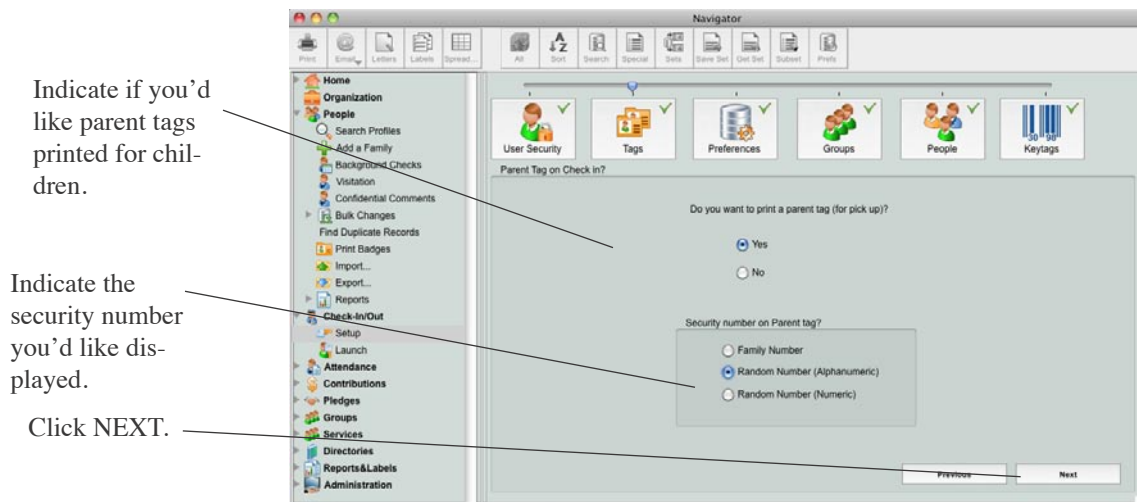 Navigator
Print Email Letters Labels Spread... All Sort Search Special Sets Save Set Get Set Subset Prefs
Indicate if you'd
like parent tags
printed for chil-
dren.
Indicate the
security number
you'd like dis-
played.
Click NEXT.
Home
Organization
People
Search Profiles
Add a Family
Background Checks
Visitation
Confidential Comments
Bulk Changes
Find Duplicate Records
Print Badges
Import...
Export...
Reports
Check-In/Out
Setup
Launch
Attendance
Contributions
Pledges
Groups
Services
Directories
Reports&Labels
Administration
User Security Tags Preferences Groups People Keytags
30 98
Parent Tag on Check in?
Do you want to print a parent tag (for pick up)?
Yes
No
Security number on Parent tag?
Family Number
Random Number (Alphanumeric)
Random Number (Numeric)
Previous Next